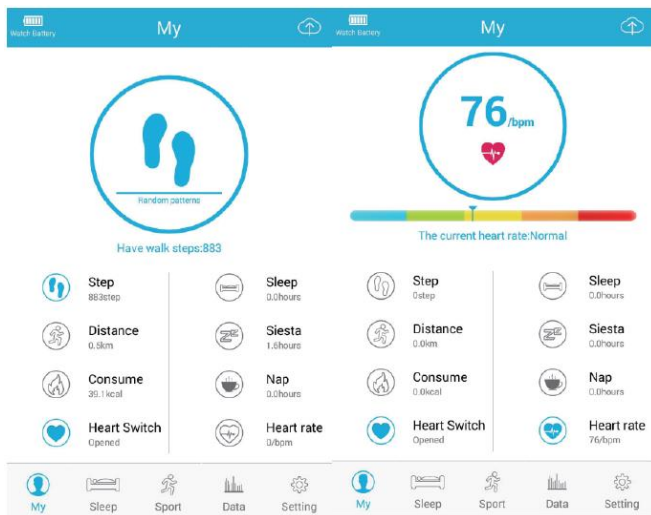 Watch Battery
My
Random patterns
Have walk steps:883
Step
883step
Sleep
0.0hours
Distance
0.6km
Siesta
1.6hours
Consume
39.1kcal
Nap
0.0hours
Heart Switch
Opened
Heart rate
0/bpm
My
Sleep
Sport
Data
Setting
Watch Battery
My
76/bpm
The current heart rate:Normal
Step
0step
Sleep
0.0hours
Distance
0.0km
Siesta
0.0hours
Consume
0.0kcal
Nap
0.0hours
Heart Switch
Opened
Heart rate
76/bpm
My
Sleep
Sport
Data
Setting